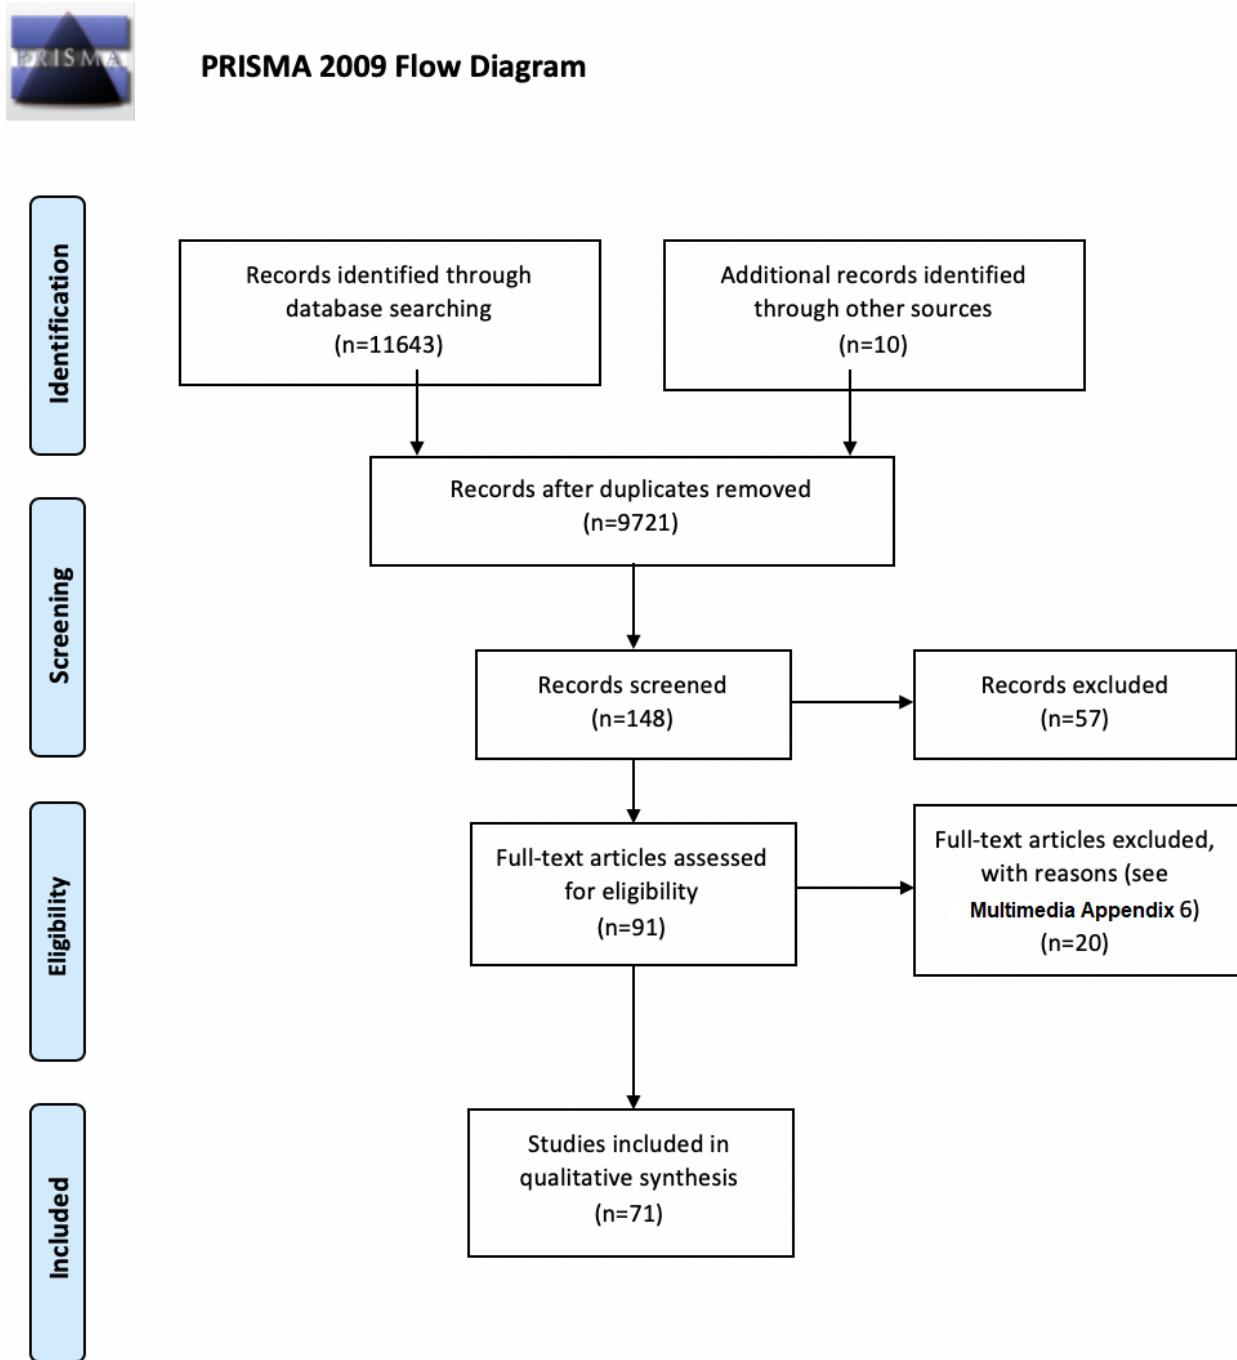 PRISMA
PRISMA 2009 Flow Diagram
Identification
Records identified through
database searching
(n=11643)
Additional records identified
through other sources
(n=10)
Records after duplicates removed
(n=9721)
Screening
Records screened
(n=148)
Records excluded
(n=57)
Eligibility
Full-text articles assessed
for eligibility
(n=91)
Full-text articles excluded,
with reasons (see
Multimedia Appendix 6)
(n=20)
Included
Studies included in
qualitative synthesis
(n=71)